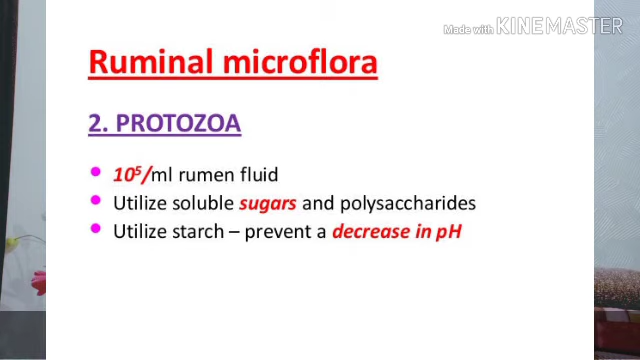 Made with KINEMASTER
Ruminal microflora
2. PROTOZOA
• 10⁵/ml rumen fluid
• Utilize soluble sugars and polysaccharides
• Utilize starch – prevent a decrease in pH